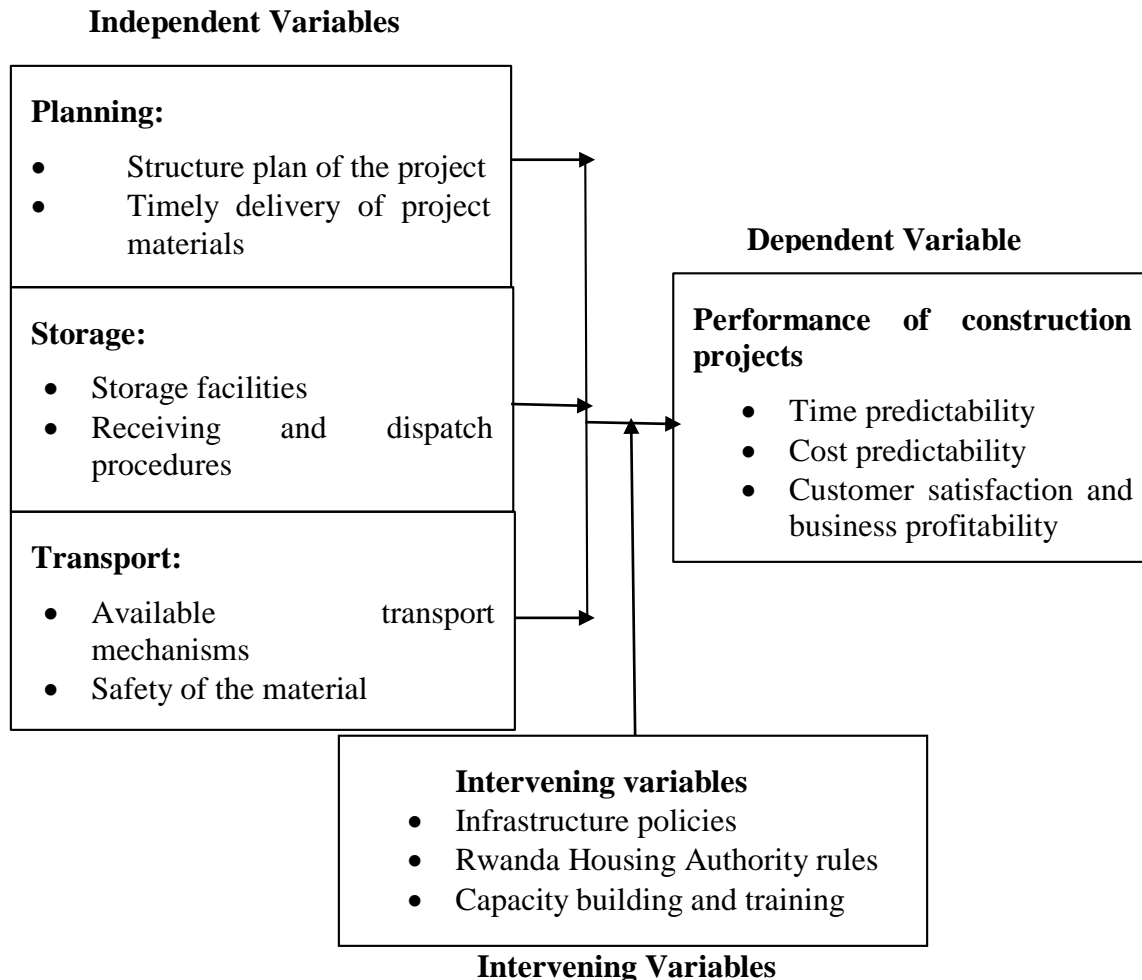 Independent Variables
Planning:
• Structure plan of the project
• Timely delivery of project
materials
Storage:
• Storage facilities
• Receiving and dispatch
procedures
Transport:
• Available transport
mechanisms
• Safety of the material
Dependent Variable
Performance of construction
projects
• Time predictability
• Cost predictability
• Customer satisfaction and
business profitability
Intervening variables
• Infrastructure policies
• Rwanda Housing Authority rules
• Capacity building and training
Intervening Variables